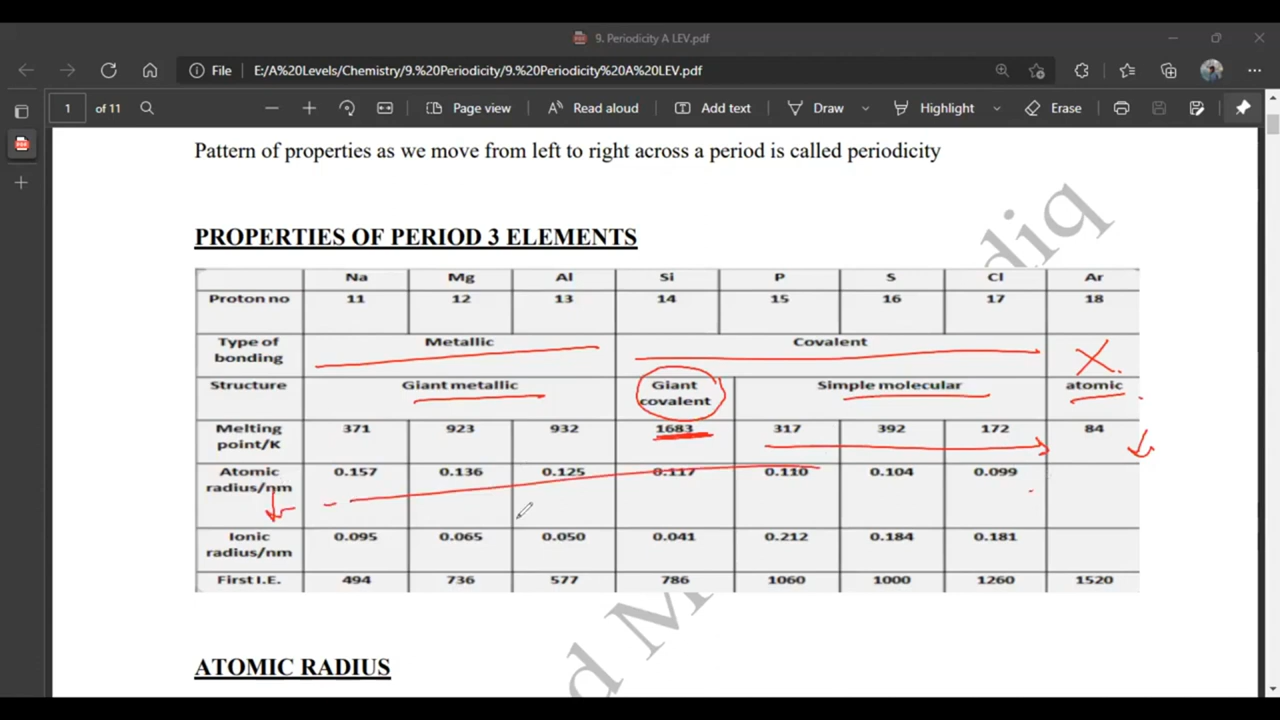 9. Periodicity A LEV.pdf
File E:/A%20Levels/Chemistry/9.%20Periodicity/9.%20Periodicity%20A%20LEV.pdf
1 of 11 Page view Read aloud Add text Draw Highlight Erase
Pattern of properties as we move from left to right across a period is called periodicity
PROPERTIES OF PERIOD 3 ELEMENTS
Na Mg Al Si P S Cl Ar
Proton no 11 12 13 14 15 16 17 18
Type of bonding Metallic Covalent X
Structure Giant metallic Giant covalent Simple molecular atomic
Melting point/K 371 923 932 1683 317 392 172 84
Atomic radius/nm 0.157 0.136 0.125 0.117 0.110 0.104 0.099
Ionic radius/nm 0.095 0.065 0.050 0.041 0.212 0.184 0.181
First I.E. 494 736 577 786 1060 1000 1260 1520
ATOMIC RADIUS